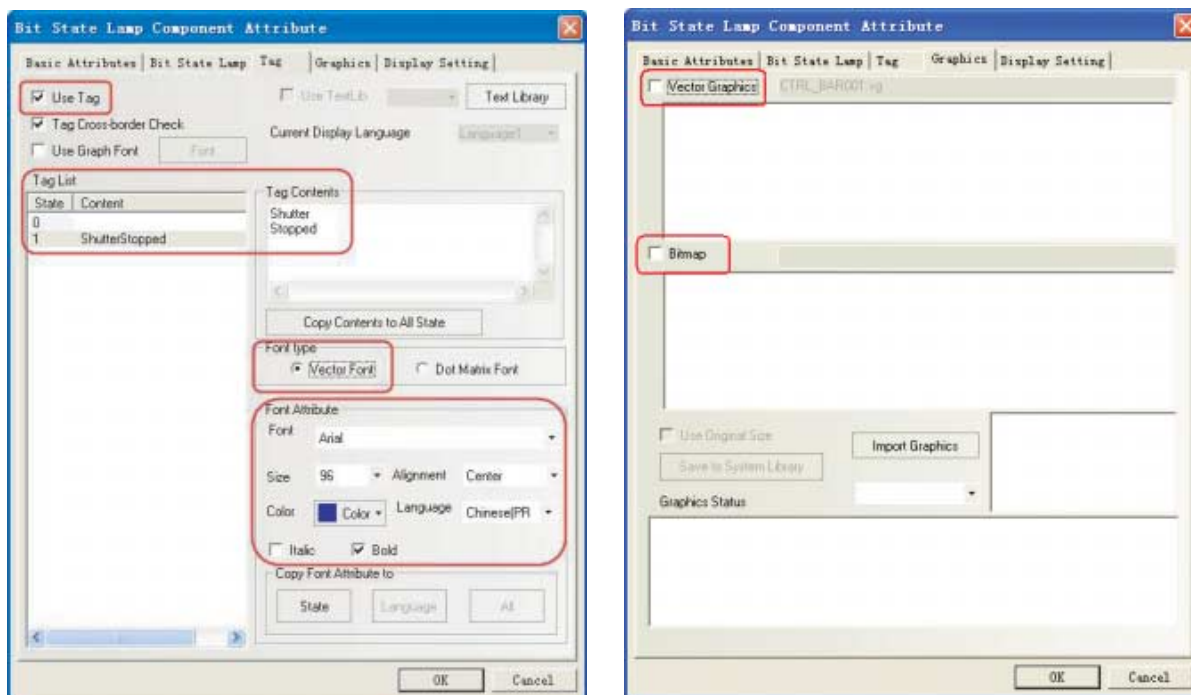 Bit State Lamp Component Attribute
Basic Attributes Bit State Lamp Tag Graphics Display Setting
Use Tag
Use TextLib
Text Library
Tag Cross-border Check
Current Display Language
Language1
Use Graph Font
Font
Tag List
State Content
0
1 ShutterStopped
Tag Contents
Shutter
Stopped
Copy Contents to All State
Font type
Vector Font
Dot Matrix Font
Font Attribute
Font Arial
Size 96 Alignment Center
Color Color Language Chinese(PR
Italic Bold
Copy Font Attribute to
State Language All
OK Cancel
Bit State Lamp Component Attribute
Basic Attributes Bit State Lamp Tag Graphics Display Setting
Vector Graphics CTRL_BAR001.vg
Bitmap
Use Original Size
Import Graphics
Save to System Library
Graphics Status
OK Cancel